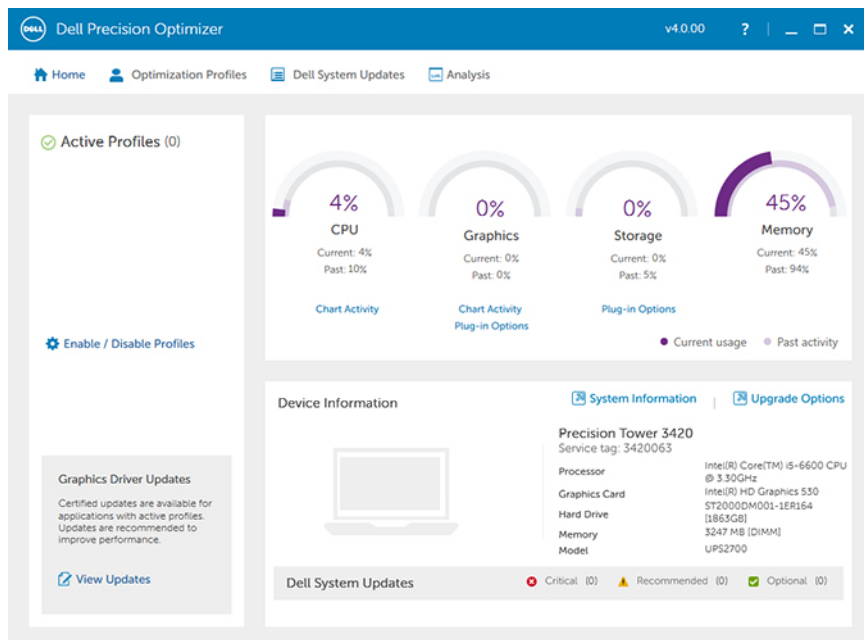 DELL Dell Precision Optimizer v4.0.00 ?
Home Optimization Profiles Dell System Updates Analysis
Active Profiles (0)
Enable / Disable Profiles
Graphics Driver Updates
Certified updates are available for
applications with active profiles.
Updates are recommended to
improve performance.
View Updates
4%
CPU
Current: 4%
Past: 10%
Chart Activity
0%
Graphics
Current: 0%
Past: 0%
Chart Activity
Plug-in Options
0%
Storage
Current: 0%
Past: 5%
Plug-in Options
45%
Memory
Current: 45%
Past: 94%
Current usage Past activity
Device Information
System Information | Upgrade Options
Precision Tower 3420
Service tag: 3420063
Processor Intel(R) Core(TM) i5-6600 CPU
@ 3.30GHz
Graphics Card Intel(R) HD Graphics 530
Hard Drive ST2000DM001-1ER164
[1863GB]
Memory 3247 MB [DIMM]
Model UPS2700
Dell System Updates Critical (0) Recommended (0) Optional (0)